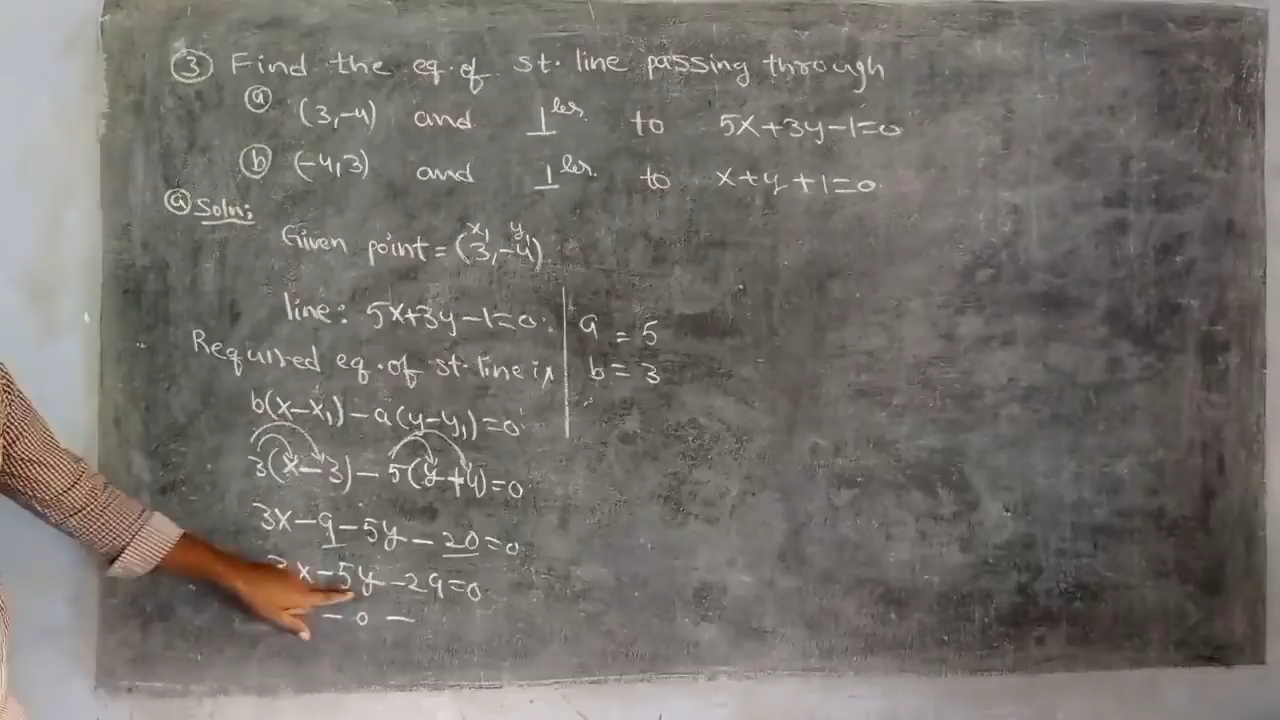 ③ Find the eq. of st. line passing through
ⓐ (3,-4) and ⊥ler. to 5x+3y-1=0
ⓑ (-4,3) and ⊥ler. to x+y+1=0.
ⓐ Soln:
x₁ y₁
Given point = (3,-4)
line: 5x+3y-1=0.
a = 5
Required eq. of st. line is
b = 3
b(x-x₁) - a(y-y₁) = 0
3(x-3) - 5(y+4) = 0
3x-9-5y-20=0
3x-5y-29=0
-0-